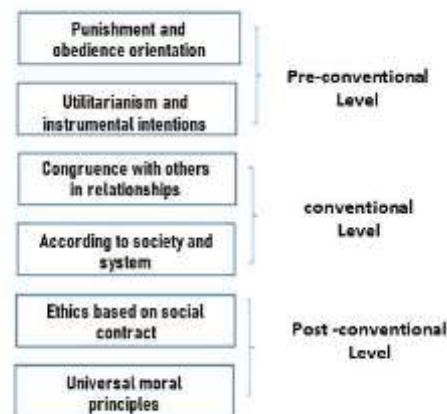 Punishment and
obedience orientation
Pre-conventional
Level
Utilitarianism and
instrumental intentions
Congruence with others
in relationships
conventional
Level
According to society and
system
Ethics based on social
contract
Post -conventional
Level
Universal moral
principles